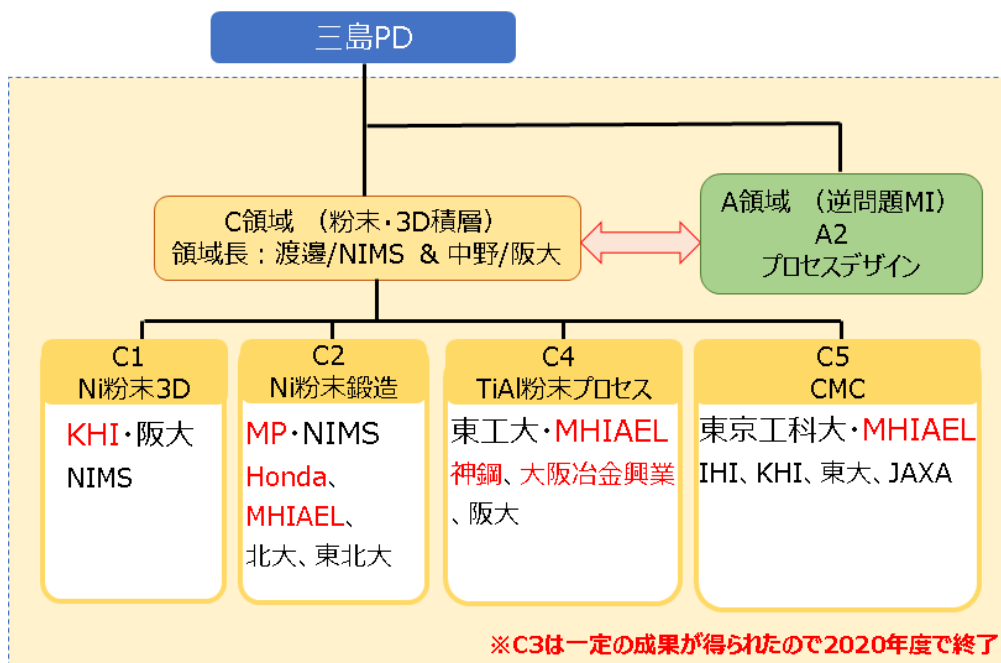 三島PD
C領域 （粉末・3D積層）
領域長：渡邊/NIMS ＆ 中野/阪大
A領域 （逆問題MI）
A2
プロセスデザイン
C1
Ni粉末3D
KHI・阪大
NIMS
C2
Ni粉末鍛造
MP・NIMS
Honda、
MHIAEL、
北大、東北大
C4
TiAl粉末プロセス
東工大・MHIAEL
神鋼、大阪冶金興業
、阪大
C5
CMC
東京工科大・MHIAEL
IHI、KHI、東大、JAXA
※C3は一定の成果が得られたので2020年度で終了